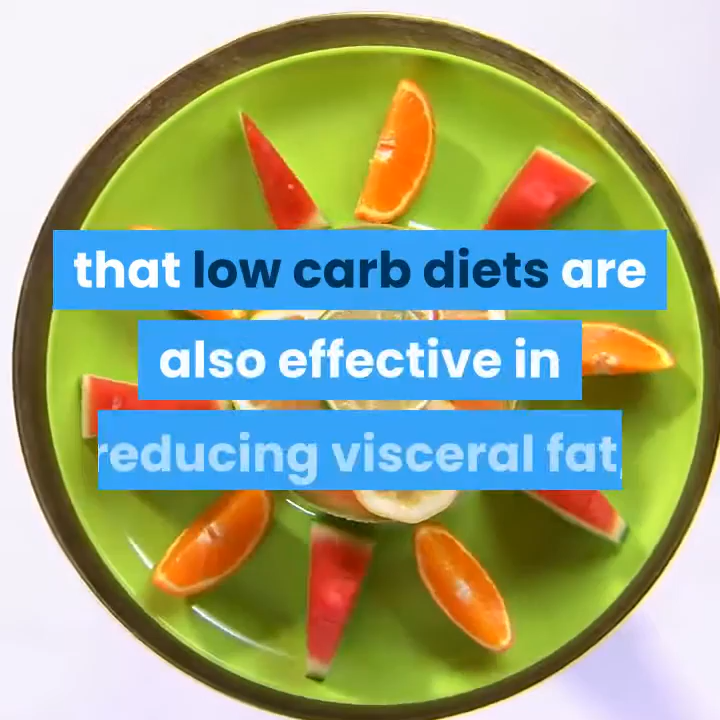 that low carb diets are
also effective in
reducing visceral fat,